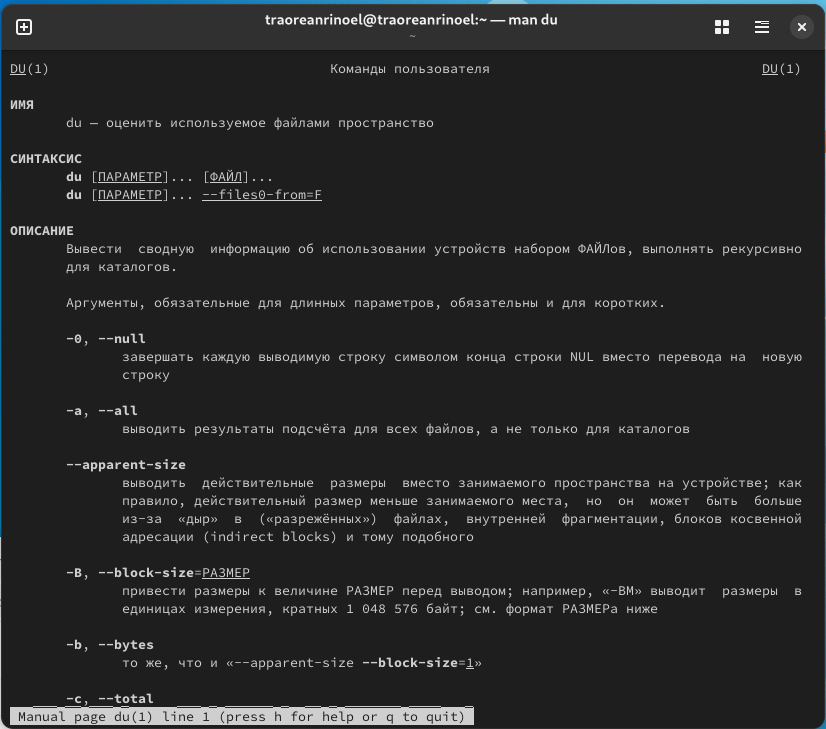 traoreanrinoel@traoreanrinoel:~ — man du
~
DU(1) Команды пользователя DU(1)
ИМЯ
du — оценить используемое файлами пространство
СИНТАКСИС
du [ПАРАМЕТР]... [ФАЙЛ]...
du [ПАРАМЕТР]... --files0-from=F
ОПИСАНИЕ
Вывести сводную информацию об использовании устройств набором ФАЙЛов, выполнять рекурсивно
для каталогов.
Аргументы, обязательные для длинных параметров, обязательны и для коротких.
-0, --null
завершать каждую выводимую строку символом конца строки NUL вместо перевода на новую
строку
-a, --all
выводить результаты подсчёта для всех файлов, а не только для каталогов
--apparent-size
выводить действительные размеры вместо занимаемого пространства на устройстве; как
правило, действительный размер меньше занимаемого места, но он может быть больше
из-за «дыр» в («разрежённых») файлах, внутренней фрагментации, блоков косвенной
адресации (indirect blocks) и тому подобного
-B, --block-size=РАЗМЕР
привести размеры к величине РАЗМЕР перед выводом; например, «-BM» выводит размеры в
единицах измерения, кратных 1 048 576 байт; см. формат РАЗМЕРа ниже
-b, --bytes
то же, что и «--apparent-size --block-size=1»
-c, --total
Manual page du(1) line 1 (press h for help or q to quit)